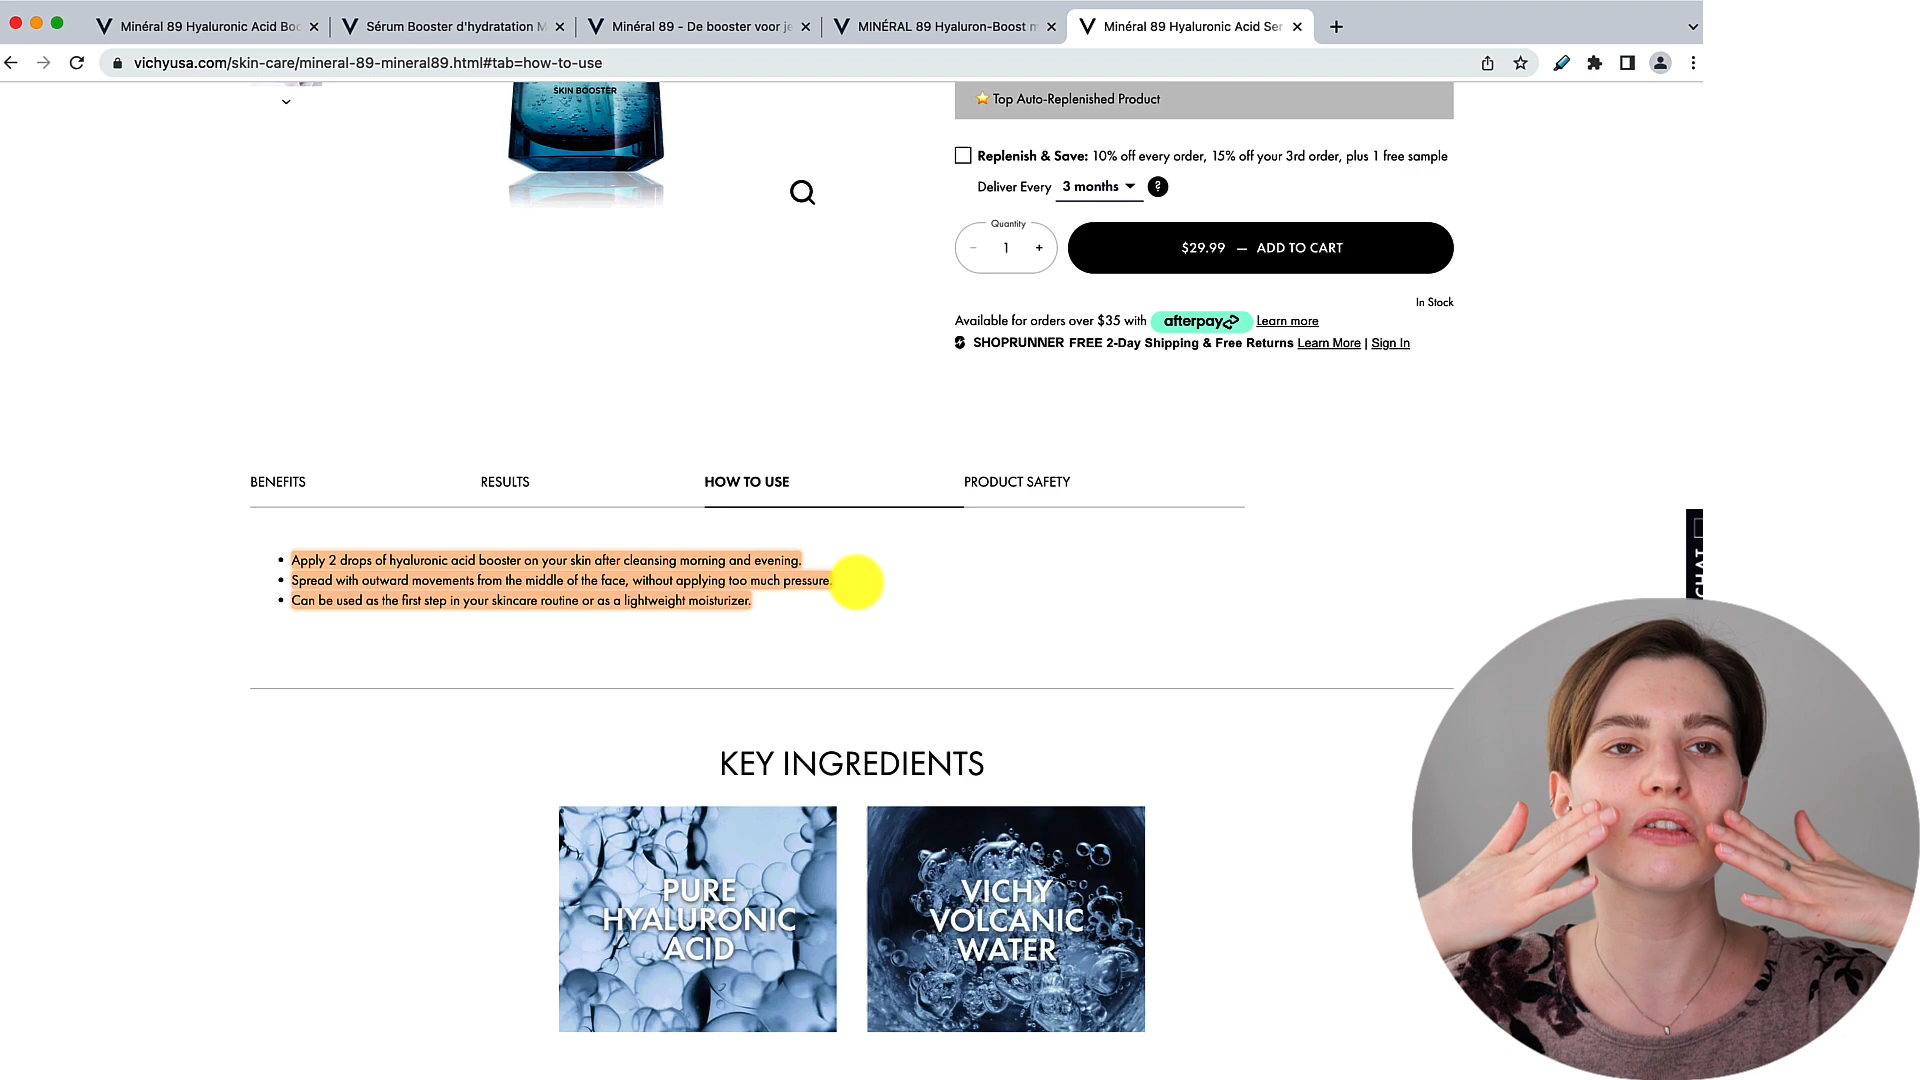 Minéral 89 Hyaluronic Acid Boo
Sérum Booster d'hydratation M
Minéral 89 - De booster voor je
MINÉRAL 89 Hyaluron-Boost m
Minéral 89 Hyaluronic Acid Ser
vichyusa.com/skin-care/mineral-89-mineral89.html#tab=how-to-use
SKIN BOOSTER
⭐ Top Auto-Replenished Product
Replenish & Save: 10% off every order, 15% off your 3rd order, plus 1 free sample
Deliver Every 3 months ?
Quantity
− 1 +
$29.99 — ADD TO CART
In Stock
Available for orders over $35 with afterpay Learn more
SHOPRUNNER FREE 2-Day Shipping & Free Returns Learn More | Sign In
BENEFITS
RESULTS
HOW TO USE
PRODUCT SAFETY
• Apply 2 drops of hyaluronic acid booster on your skin after cleansing morning and evening.
• Spread with outward movements from the middle of the face, without applying too much pressure.
• Can be used as the first step in your skincare routine or as a lightweight moisturizer.
CHAT
KEY INGREDIENTS
PURE
HYALURONIC
ACID
VICHY
VOLCANIC
WATER